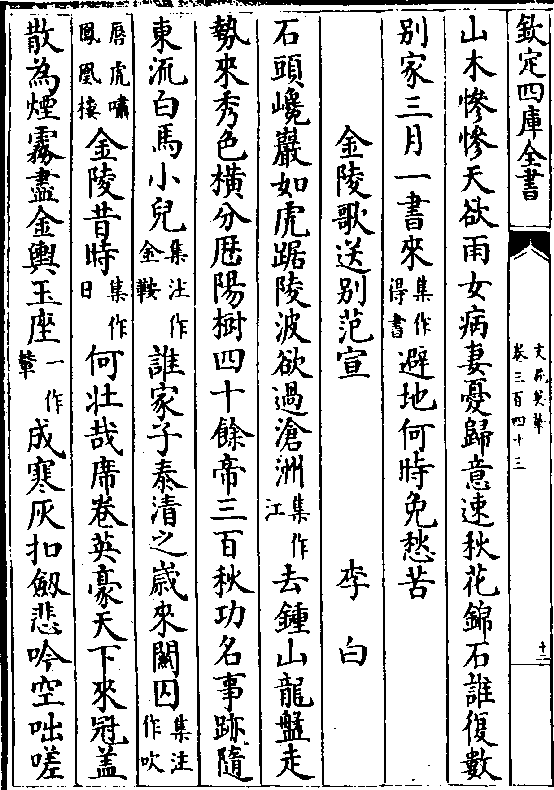 欽定四庫全書
文苑英華
卷三百四十三
十二
山木慘慘天欲雨女病妻憂歸意速秋花錦石誰復數
別家三月一書來集作得書避地何時免愁苦
金陵歌送別范宣 李白
石頭巉巖如虎踞陵波欲過滄洲集作江去鍾山龍盤走
勢來秀色橫分厯陽樹四十餘帝三百秋功名事跡隨
東流白馬小兒集注作金鞍誰家子泰清之歲來關囚集注作吹
唇虎嘯鳳凰棲金陵昔時集作日何壯哉席卷英豪天下來冠蓋
散為煙霧盡金輿玉座一作輦成寒灰扣劒悲吟空咄嗟